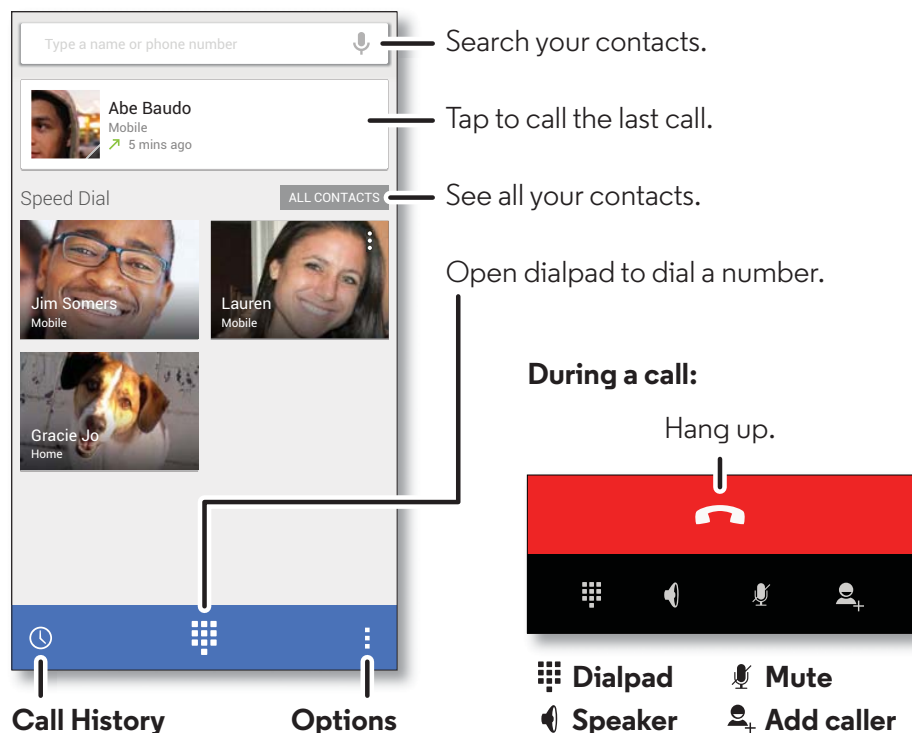 Type a name or phone number
Search your contacts.
Abe Baudo
Mobile
5 mins ago
Tap to call the last call.
Speed Dial
ALL CONTACTS
See all your contacts.
Jim Somers
Mobile
Lauren
Mobile
Open dialpad to dial a number.
Gracie Jo
Home
During a call:
Hang up.
Call History
Options
Dialpad
Mute
Speaker
Add caller